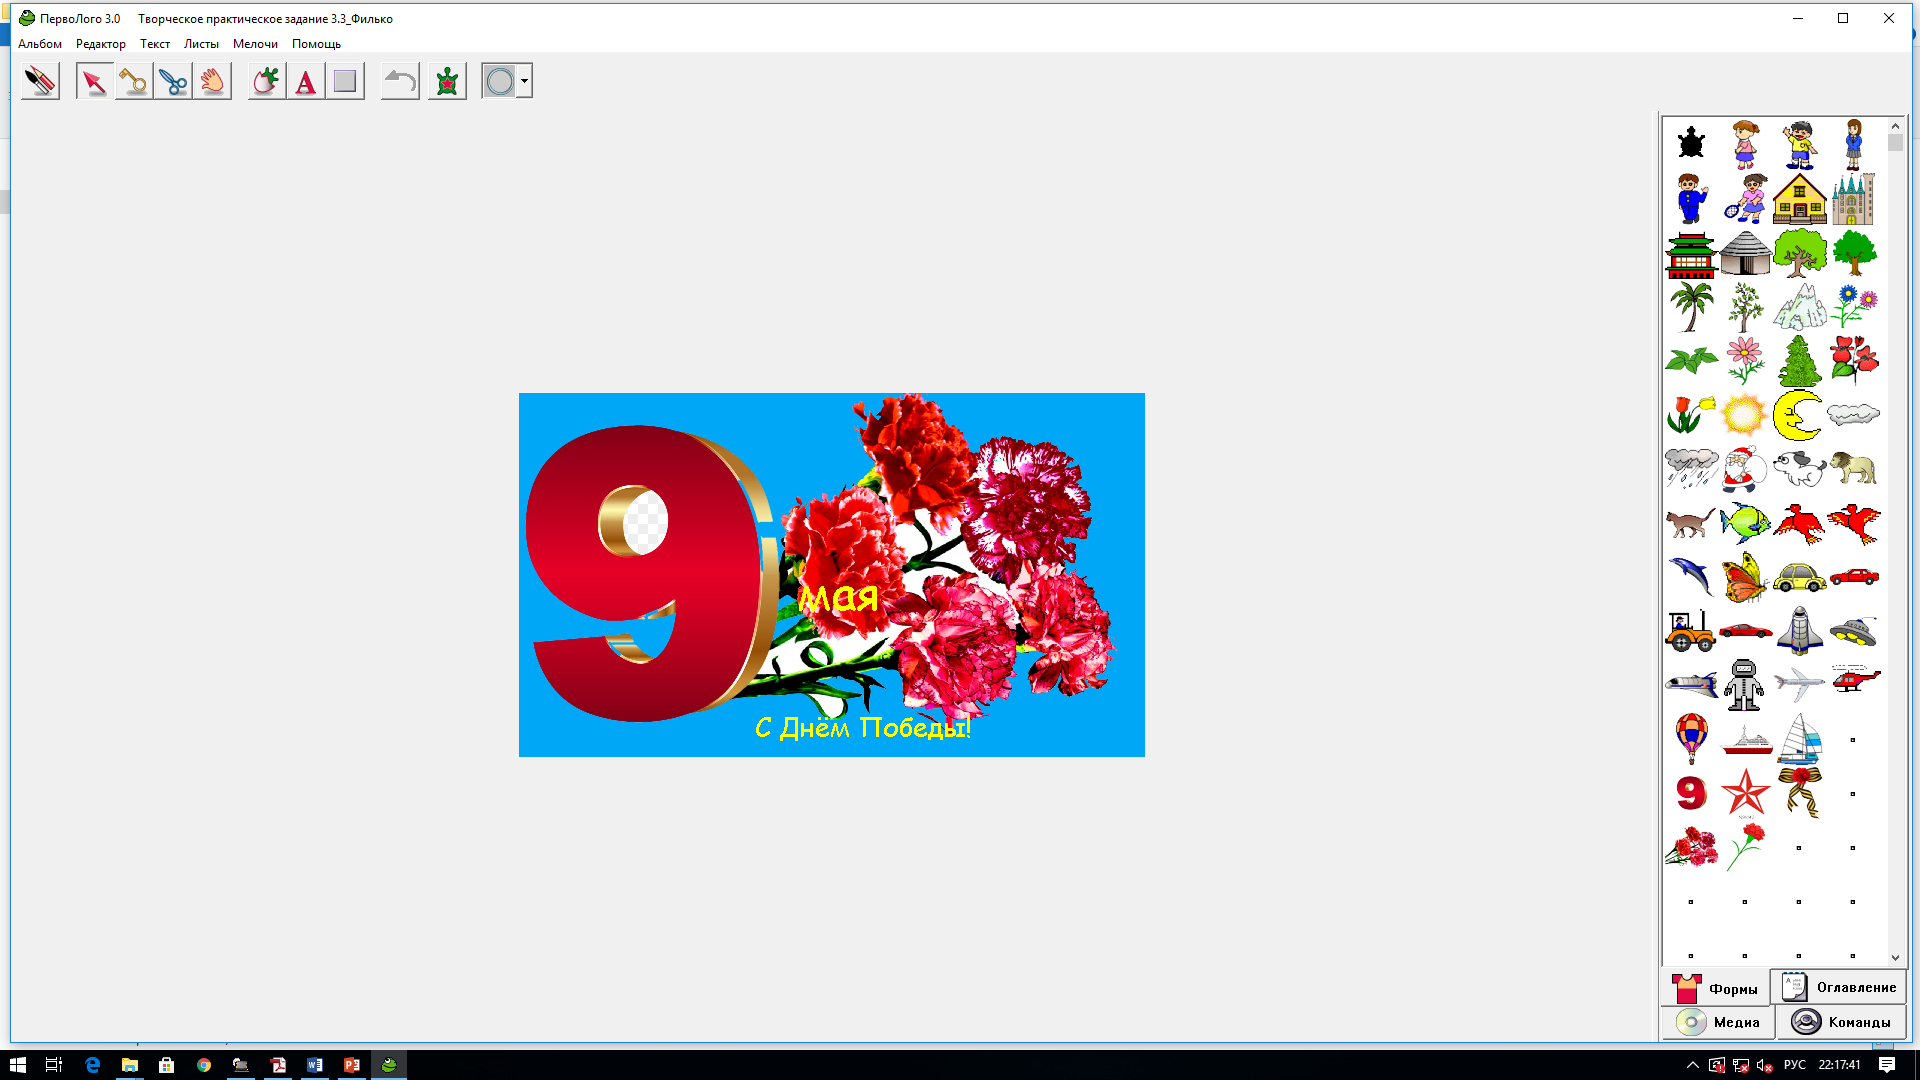 ПервоЛого 3.0 Творческое практическое задание 3.3_Филько
Альбом Редактор Текст Листы Мелочи Помощь
A
9
мая
С Днём Победы!
9
Формы
Оглавление
Медиа
Команды
РУС 22:17:41